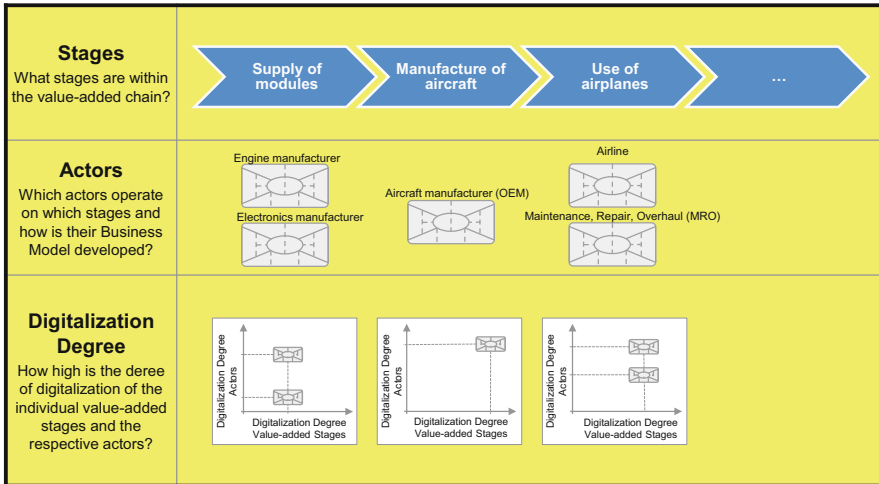 Stages
What stages are within
the value-added chain?
Supply of
modules
Manufacture of
aircraft
Use of
airplanes
...
Actors
Which actors operate
on which stages and
how is their Business
Model developed?
Engine manufacturer
Electronics manufacturer
Aircraft manufacturer (OEM)
Airline
Maintenance, Repair, Overhaul (MRO)
Digitalization
Degree
How high is the deree
of digitalization of the
individual value-added
stages and the
respective actors?
Digitalization Degree
Actors
Digitalization Degree
Value-added Stages
Digitalization Degree
Actors
Digitalization Degree
Value-added Stages
Digitalization Degree
Actors
Digitalization Degree
Value-added Stages